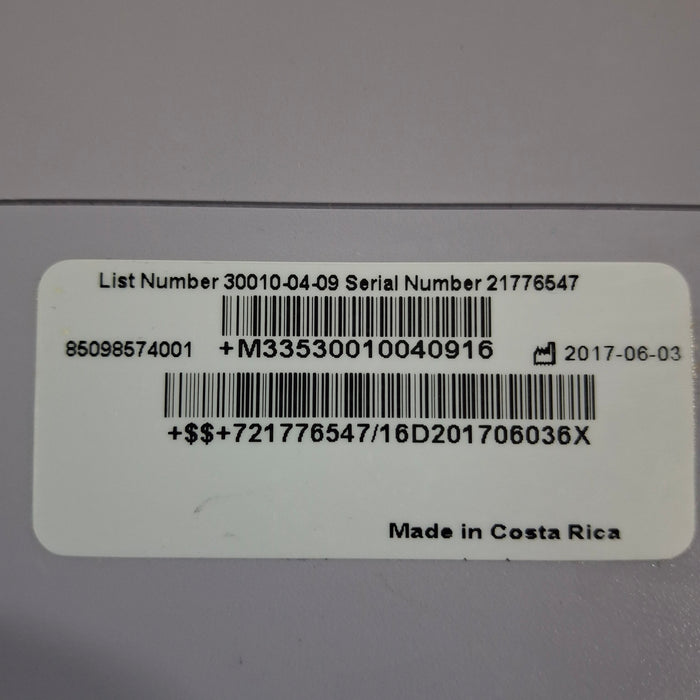 List Number 30010-04-09 Serial Number 21776547
85098574001 +M33530010040916 2017-06-03
+$$+721776547/16D201706036X
Made in Costa Rica